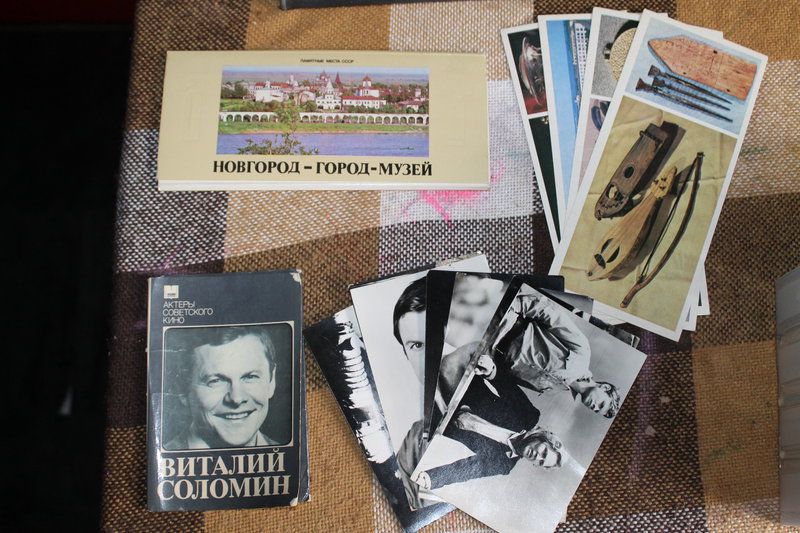 ПАМЯТНЫЕ МЕСТА СССР
НОВГОРОД - ГОРОД-МУЗЕЙ
АКТЕРЫ
СОВЕТСКОГО
КИНО
ВИТАЛИЙ
СОЛОМИН